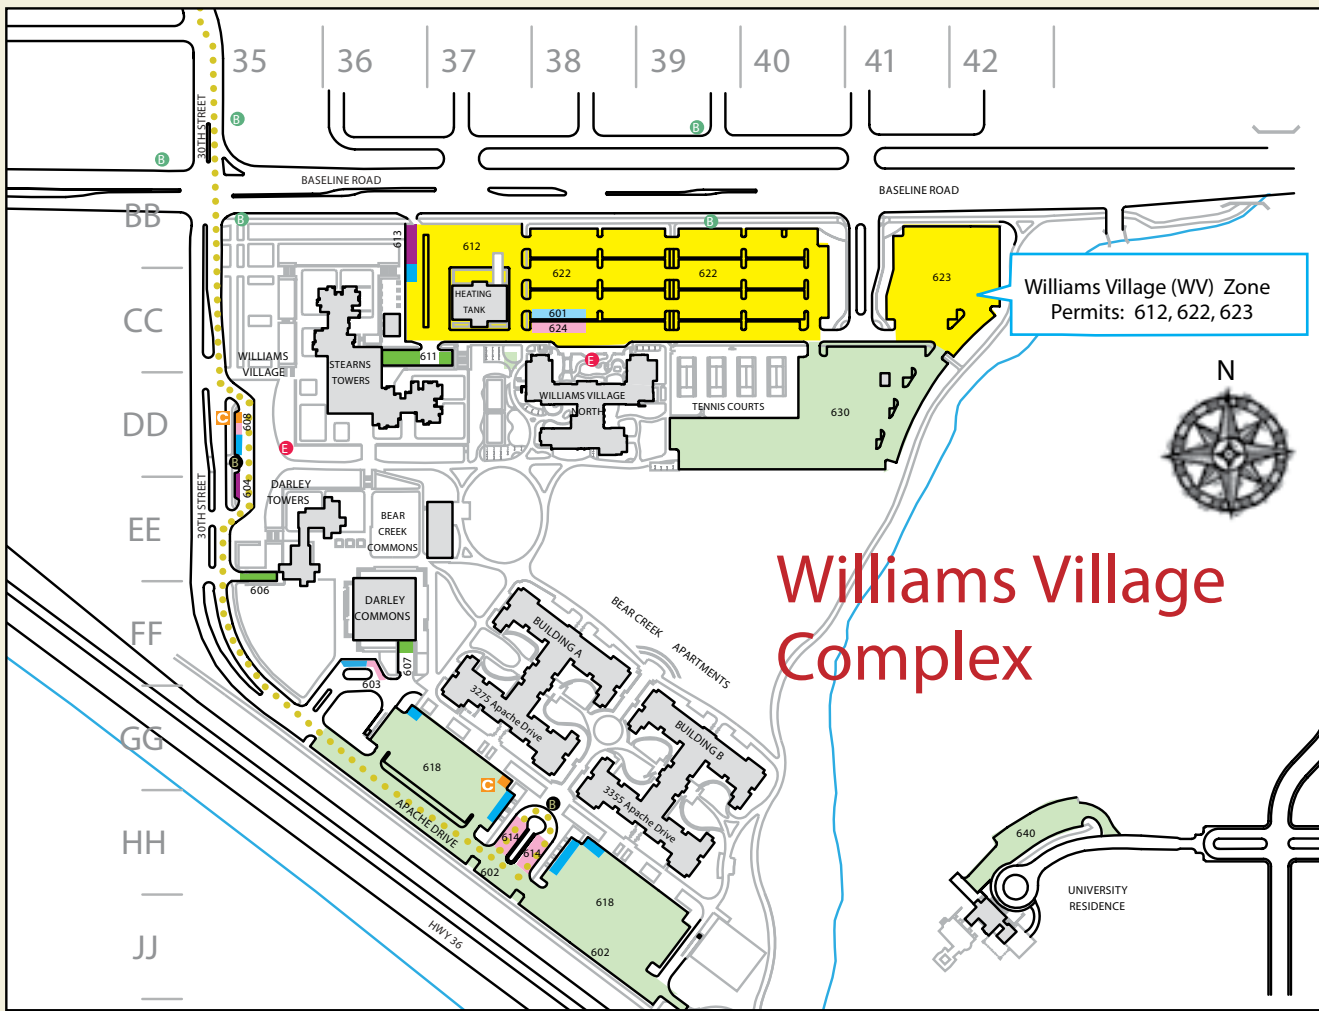 35
36
37
38
39
40
41
42
B
B
B
30TH STREET
BASELINE ROAD
BASELINE ROAD
BB
B
B
613
612
622
622
623
Williams Village (WV)  Zone
Permits:  612, 622, 623
HEATING
TANK
CC
601
624
WILLIAMS
VILLAGE
STEARNS
TOWERS
611
E
N
WILLIAMS VILLAGE
NORTH
TENNIS COURTS
630
DD
C
608
B
E
604
30TH STREET
DARLEY
TOWERS
EE
BEAR
CREEK
COMMONS
Williams Village
Complex
606
DARLEY
COMMONS
FF
607
603
BUILDING A
BEAR CREEK
APARTMENTS
3275 Apache Drive
BUILDING B
GG
618
C
B
3355 Apache Drive
APACHE DRIVE
HH
614
614
602
640
UNIVERSITY
RESIDENCE
618
HWY 36
602
JJ